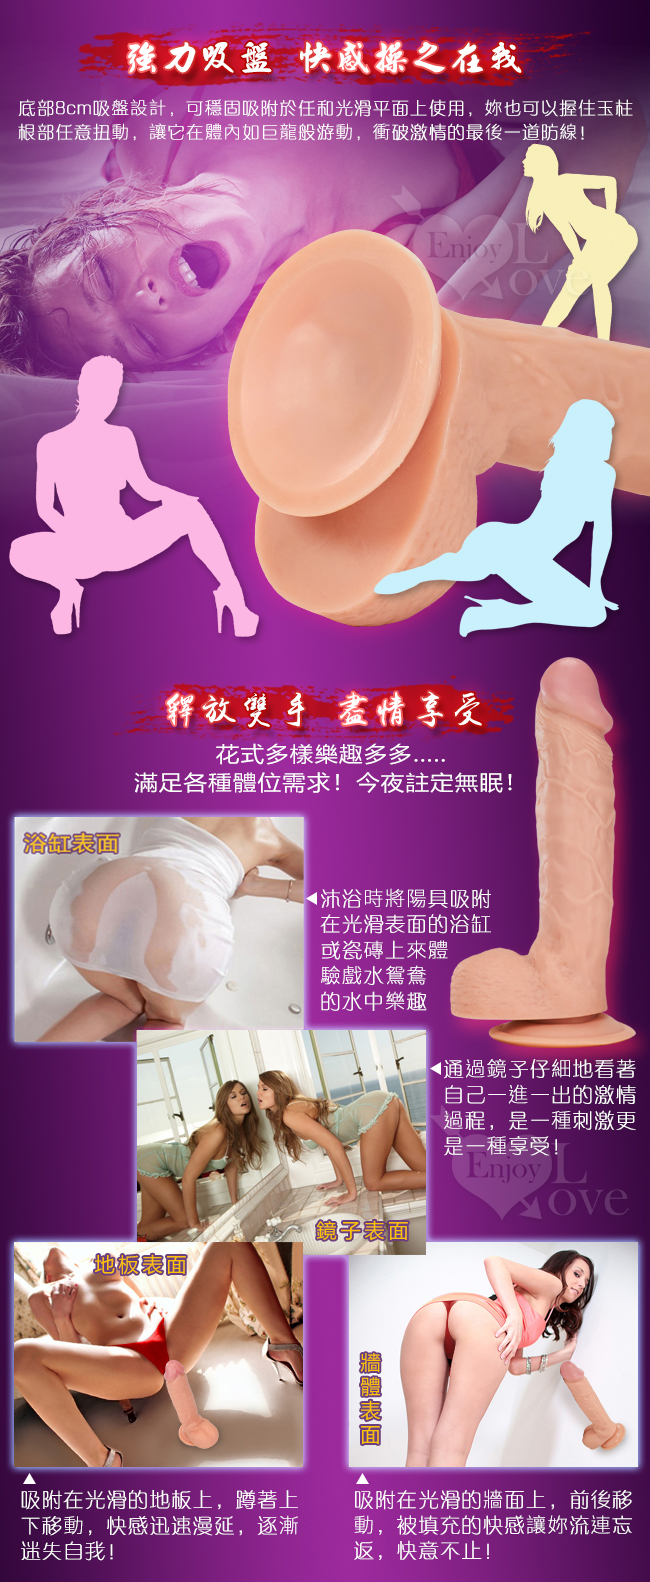 強力吸盤 快感操之在我
底部8cm吸盤設計，可穩固吸附於任和光滑平面上使用，妳也可以握住玉柱
根部任意扭動，讓它在體內如巨龍般游動，衝破激情的最後一道防線！
Enjoy Love
釋放雙手 盡情享受
花式多樣樂趣多多.....
滿足各種體位需求！今夜註定無眠！
浴缸表面
沐浴時將陽具吸附
在光滑表面的浴缸
或瓷磚上來體
驗戲水鴛鴦
的水中樂趣
通過鏡子仔細地看著
自己一進一出的激情
過程，是一種刺激更
是一種享受！
Enjoy Love
鏡子表面
地板表面
牆體表面
吸附在光滑的地板上，蹲著上
下移動，快感迅速漫延，逐漸
迷失自我！
吸附在光滑的牆面上，前後移
動，被填充的快感讓妳流連忘
返，快意不止！